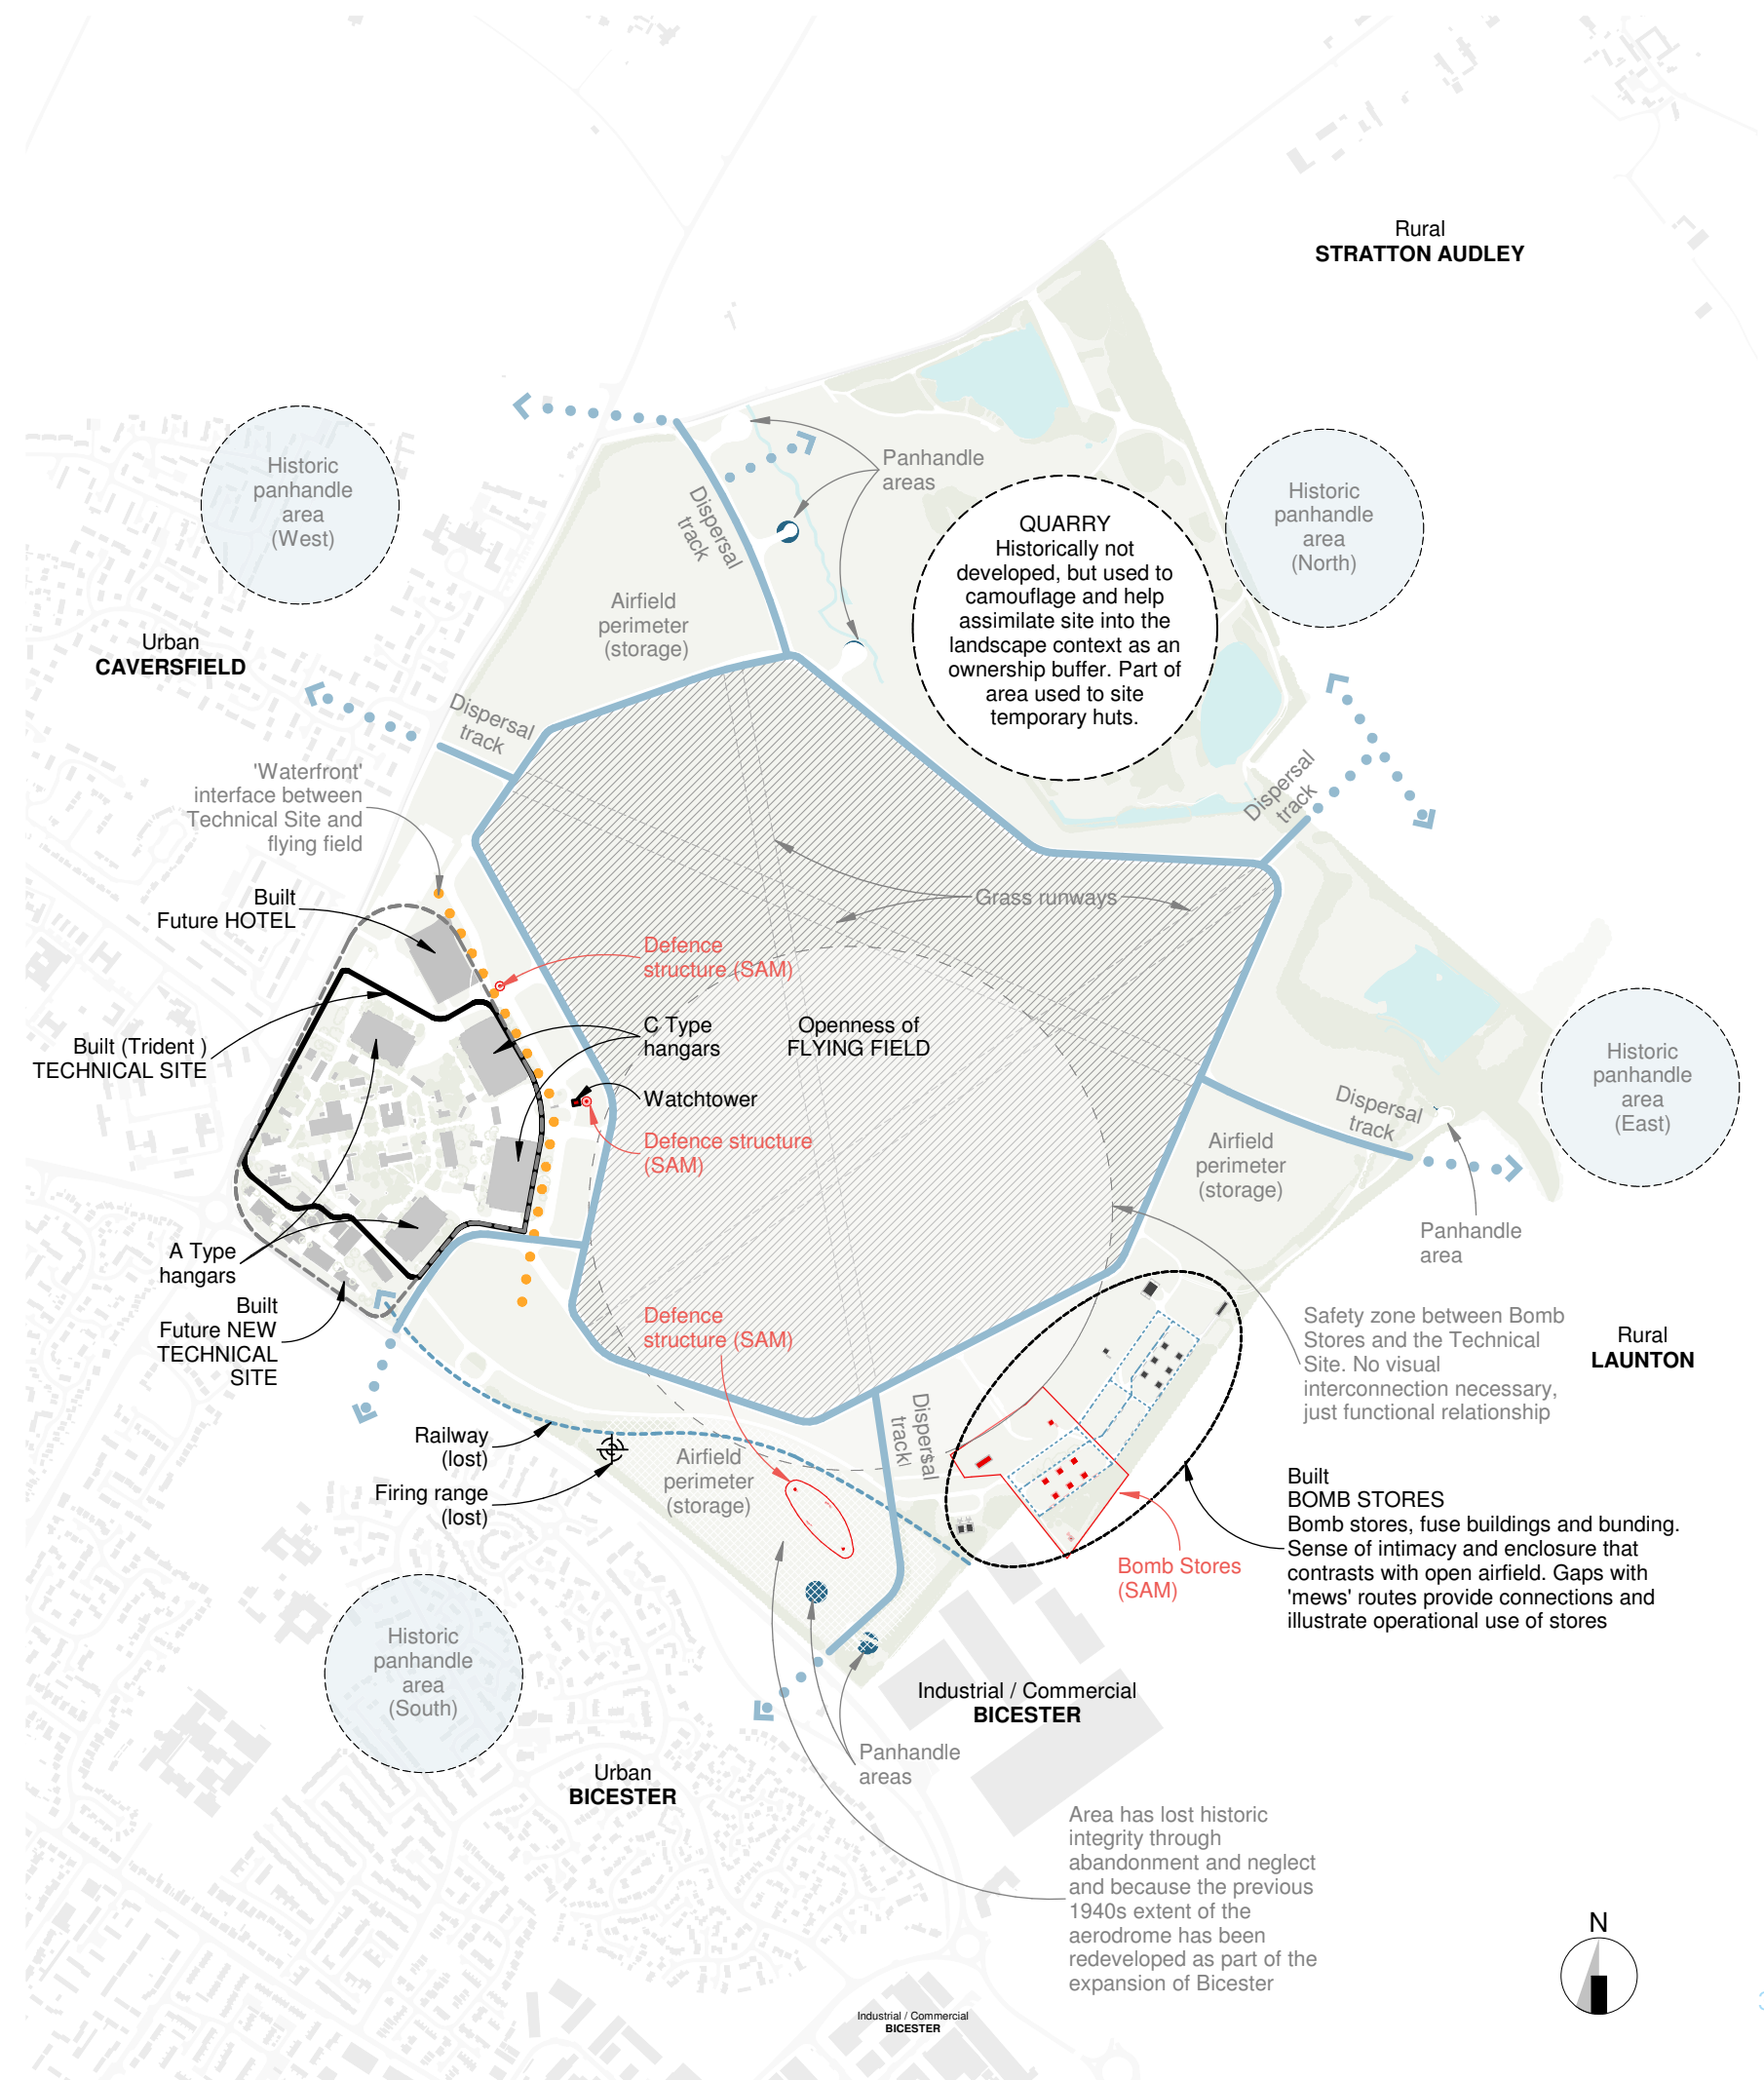 Rural
STRATTON AUDLEY
Historic
panhandle
area
(West)
Panhandle
areas
Dispersal
track
QUARRY
Historically not
developed, but used to
camouflage and help
assimilate site into the
landscape context as an
ownership buffer. Part of
area used to site
temporary huts.
Historic
panhandle
area
(North)
Airfield
perimeter
(storage)
Urban
CAVERSFIELD
Dispersal
track
'Waterfront'
interface between
Technical Site and
flying field
Dispersal
track
Built
Future HOTEL
Grass runways
Defence
structure (SAM)
C Type
hangars
Openness of
FLYING FIELD
Built (Trident )
TECHNICAL SITE
Watchtower
Defence structure
(SAM)
Historic
panhandle
area
(East)
Dispersal
track
Airfield
perimeter
(storage)
Panhandle
area
A Type
hangars
Built
Future NEW
TECHNICAL
SITE
Defence
structure (SAM)
Safety zone between Bomb
Stores and the Technical
Site. No visual
interconnection necessary,
just functional relationship
Rural
LAUNTON
Railway
(lost)
Firing range
(lost)
Airfield
perimeter
(storage)
Dispersal
track
Built
BOMB STORES
Bomb stores, fuse buildings and bunding.
Sense of intimacy and enclosure that
contrasts with open airfield. Gaps with
'mews' routes provide connections and
illustrate operational use of stores
Bomb Stores
(SAM)
Historic
panhandle
area
(South)
Industrial / Commercial
BICESTER
Panhandle
areas
Urban
BICESTER
Area has lost historic
integrity through
abandonment and neglect
and because the previous
1940s extent of the
aerodrome has been
redeveloped as part of the
expansion of Bicester
N
Industrial / Commercial
BICESTER